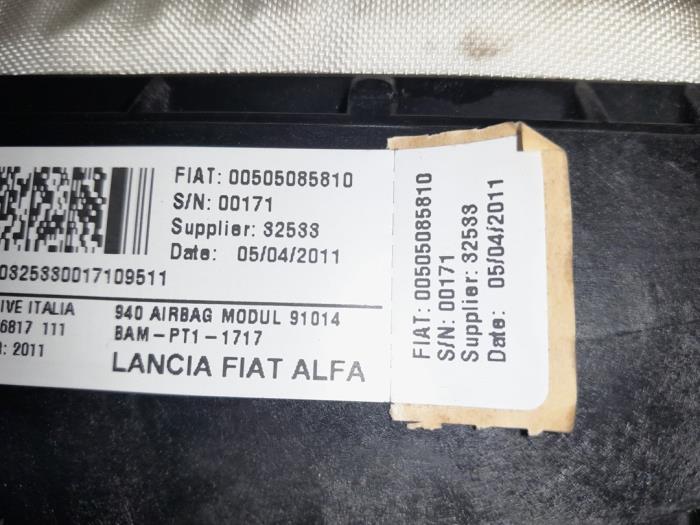 FIAT: 00505085810
S/N: 00171
Supplier: 32533
Date: 05/04/2011
0325330017109511
IVE ITALIA
6817 111
: 2011
940 AIRBAG MODUL 91014
BAM-PT1-1717
LANCIA FIAT ALFA
FIAT: 00505085810
S/N: 00171
Supplier: 32533
Date: 05/04/2011